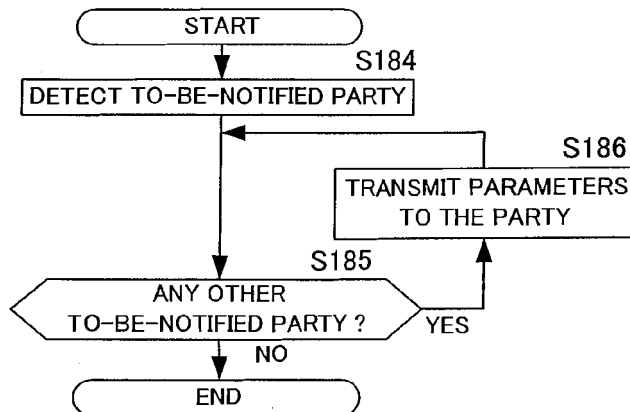 START
S184
DETECT TO-BE-NOTIFIED PARTY
S186
TRANSMIT PARAMETERS
TO THE PARTY
S185
ANY OTHER
TO-BE-NOTIFIED PARTY ?
YES
NO
END